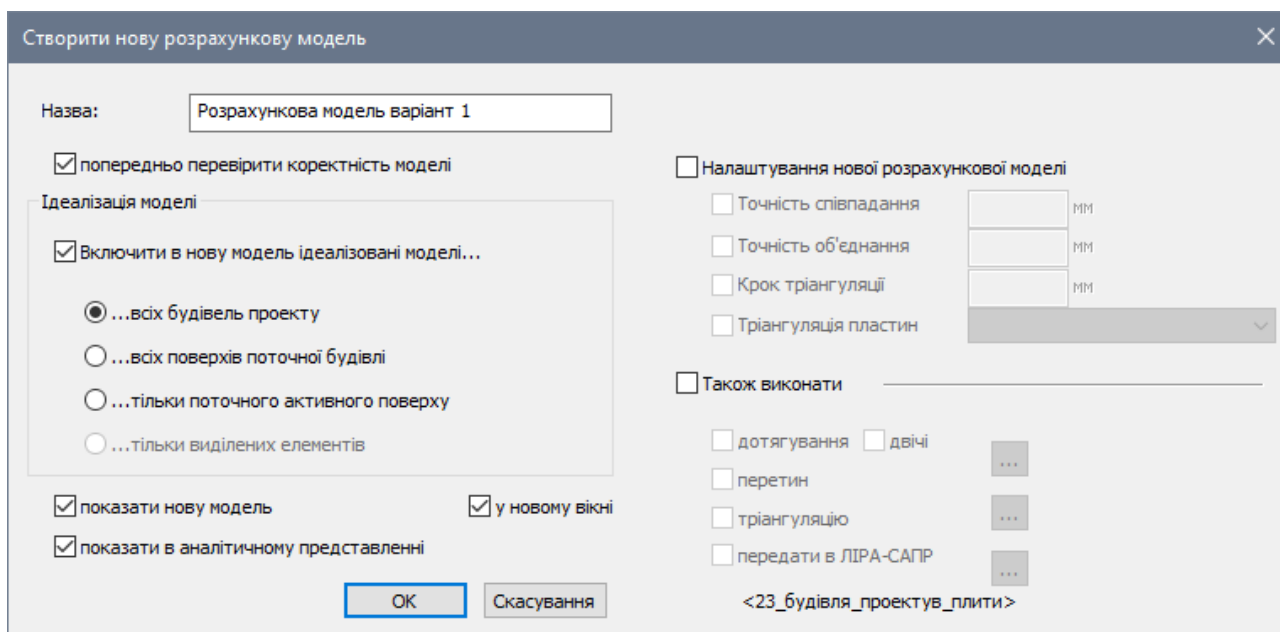 Створити нову розрахункову модель
Назва:
Розрахункова модель варіант 1
попередньо перевірити коректність моделі
Ідеалізація моделі
Включити в нову модель ідеалізовані моделі...
...всіх будівель проекту
...всіх поверхів поточної будівлі
...тільки поточного активного поверху
...тільки виділених елементів
показати нову модель
у новому вікні
показати в аналітичному представленні
OK
Скасування
Налаштування нової розрахункової моделі
Точність співпадання
мм
Точність об'єднання
мм
Крок тріангуляції
мм
Тріангуляція пластин
Також виконати
дотягування
двічі
...
перетин
тріангуляцію
...
передати в ЛІРА-САПР
...
<23_будівля_проектув_плити>